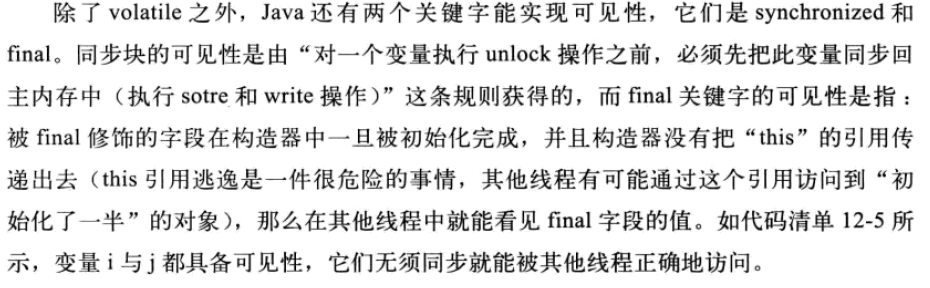 除了 volatile 之外，Java 还有两个关键字能实现可见性，它们是 synchronized 和
final。同步块的可见性是由“对一个变量执行 unlock 操作之前，必须先把此变量同步回
主内存中（执行 sotre 和 write 操作）”这条规则获得的，而 final 关键字的可见性是指：
被 final 修饰的字段在构造器中一旦被初始化完成，并且构造器没有把“this”的引用传
递出去（this 引用逃逸是一件很危险的事情，其他线程有可能通过这个引用访问到“初
始化了一半”的对象），那么在其他线程中就能看见 final 字段的值。如代码清单 12-5 所
示，变量 i 与 j 都具备可见性，它们无须同步就能被其他线程正确地访问。